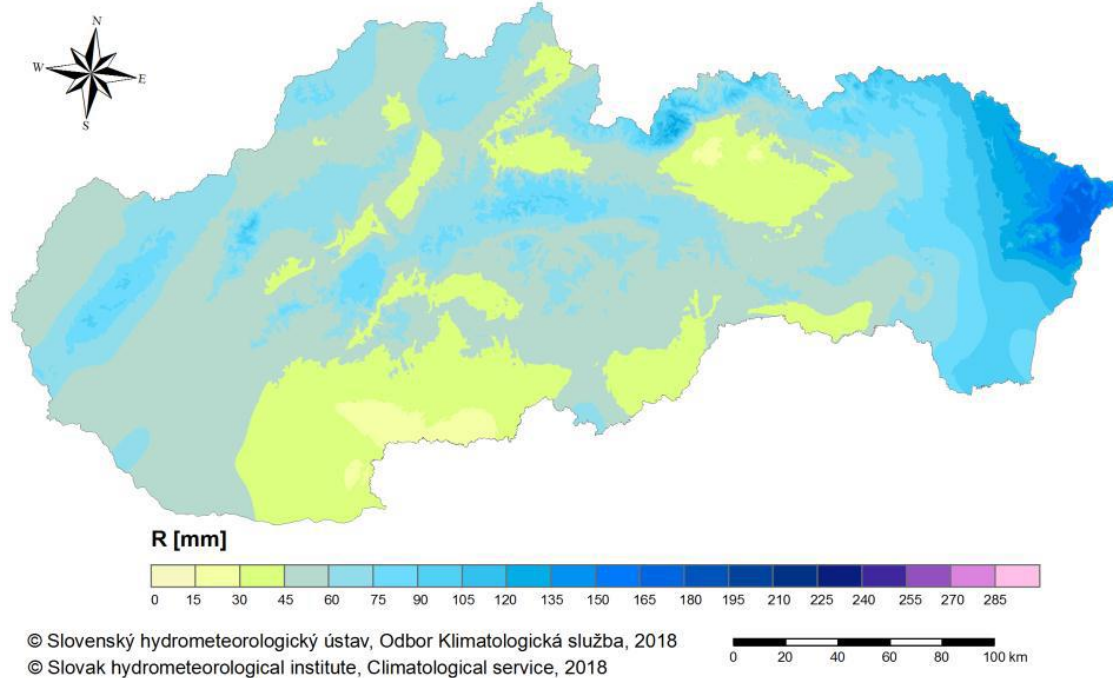 N
W E
S
R [mm]
0 15 30 45 60 75 90 105 120 135 150 165 180 195 210 225 240 255 270 285
© Slovenský hydrometeorologický ústav, Odbor Klimatologická služba, 2018
0 20 40 60 80 100 km
© Slovak hydrometeorological institute, Climatological service, 2018